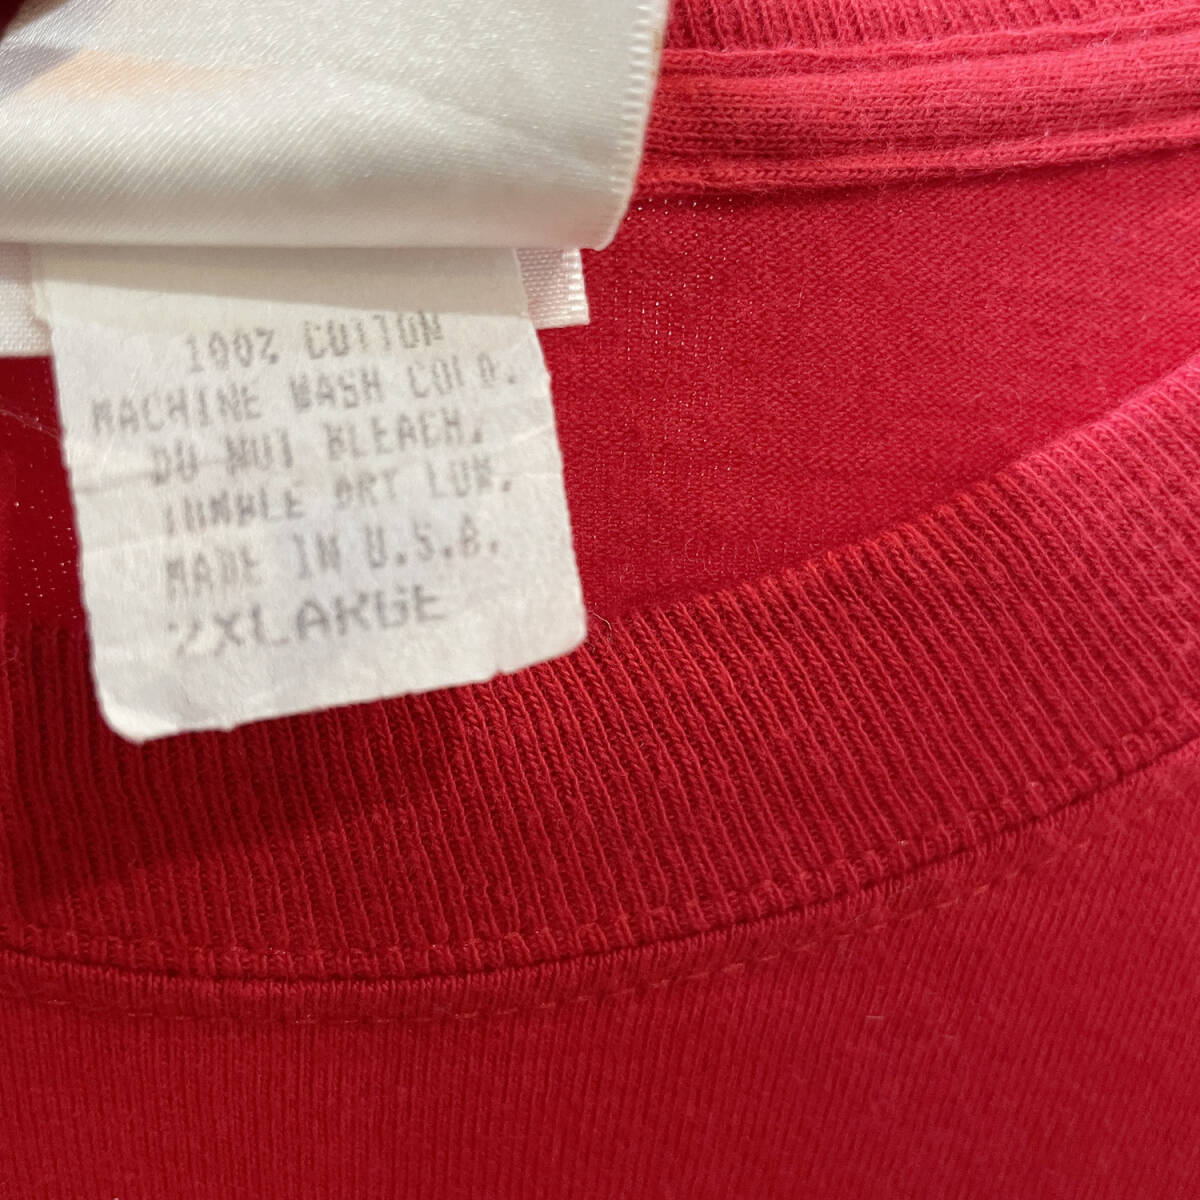 100% COTTON
MACHINE WASH COLD.
DO NOT BLEACH.
TUMBLE DRY LOW.
MADE IN U.S.A.
2XLARGE